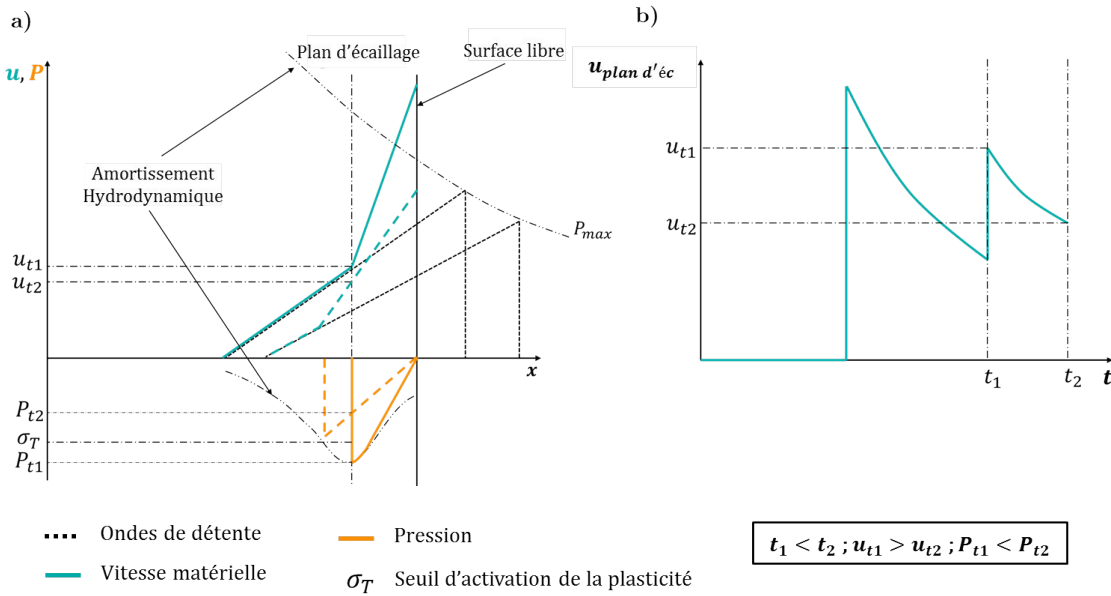 a)
Plan d'écaillage
Surface libre
u, P
Amortissement
Hydrodynamique
P_max
u_t1
u_t2
x
P_t2
σ_T
P_t1
Ondes de détente
Pression
Vitesse matérielle
σ_T Seuil d'activation de la plasticité
b)
u_plan d'éc
u_t1
u_t2
t_1
t_2
t
t_1 < t_2 ; u_t1 > u_t2 ; P_t1 < P_t2